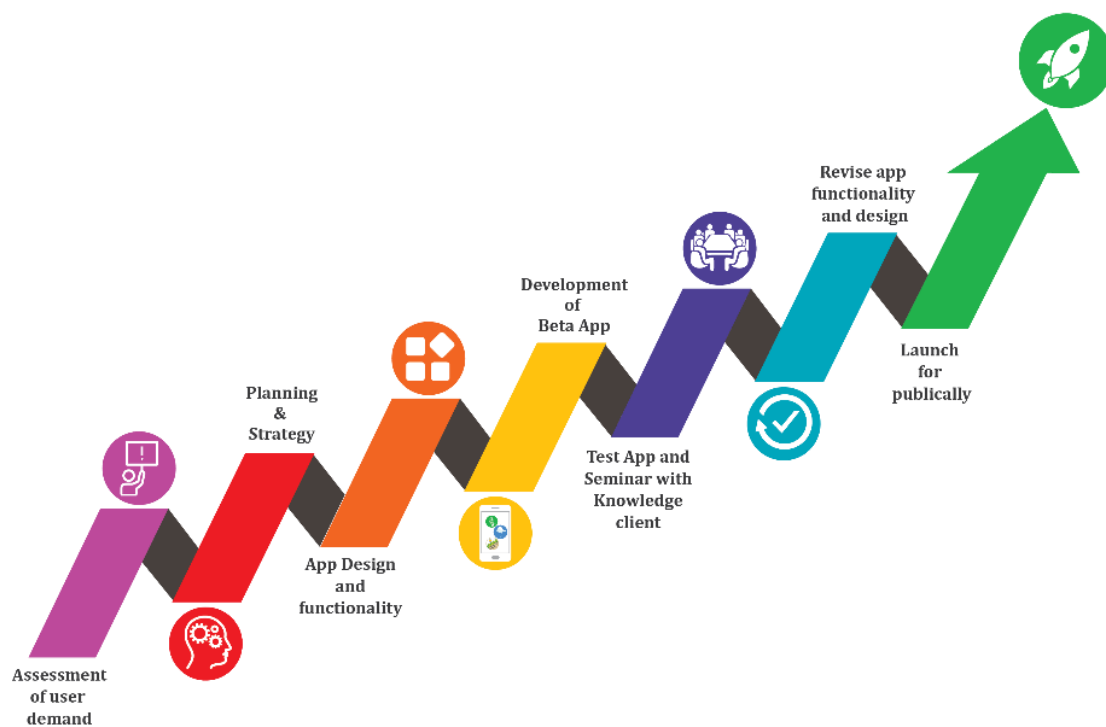 Assessment
of user
demand
Planning
&
Strategy
App Design
and
functionality
Development
of
Beta App
Test App and
Seminar with
Knowledge
client
Revise app
functionality
and design
Launch
for
publically